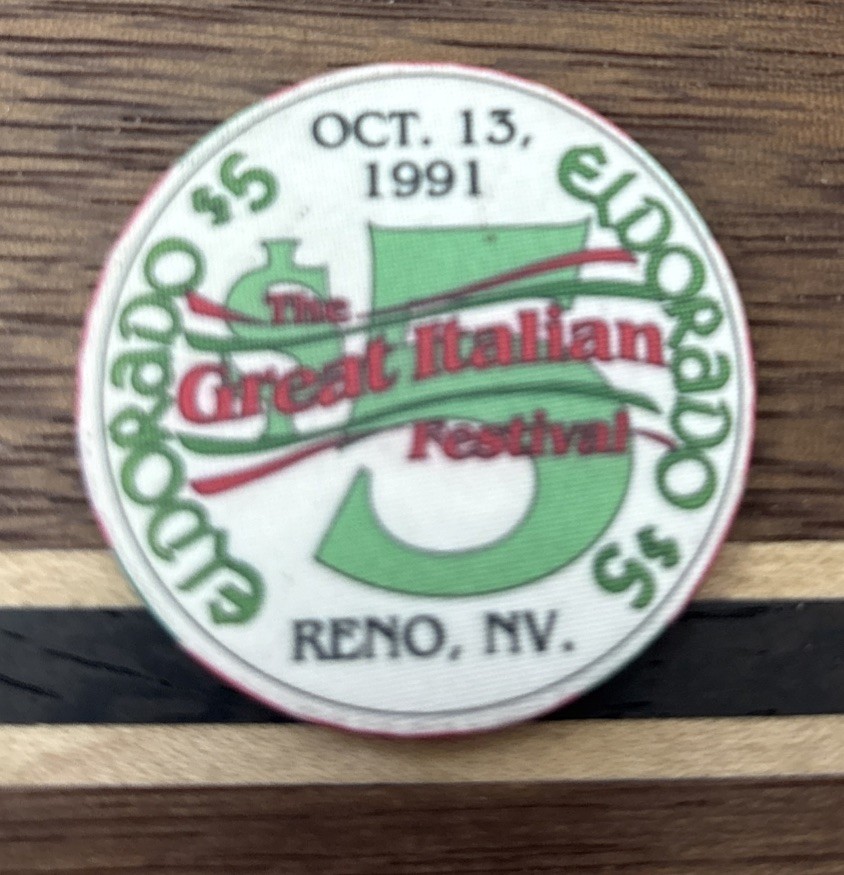 OCT. 13,
1991
ELDORADO $5
ELDORADO $5
$5
The
Great Italian
Festival
RENO, NV.